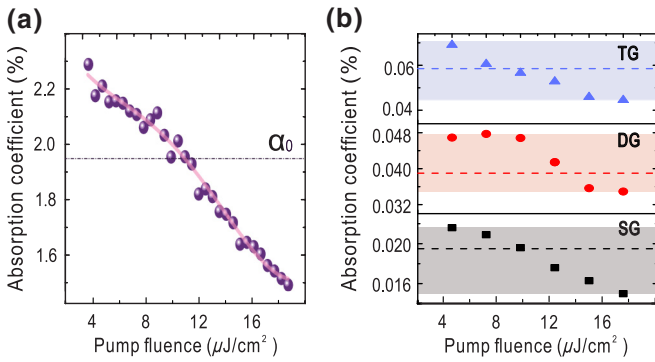 (a)
Absorption coefficient (%)
2.2
2.0
1.8
1.6
α₀
4 8 12 16
Pump fluence (μJ/cm²)
(b)
Absorption coefficient (%)
TG
0.06
0.04
DG
0.048
0.039
0.032
SG
0.020
0.016
4 8 12 16
Pump fluence (μJ/cm²)